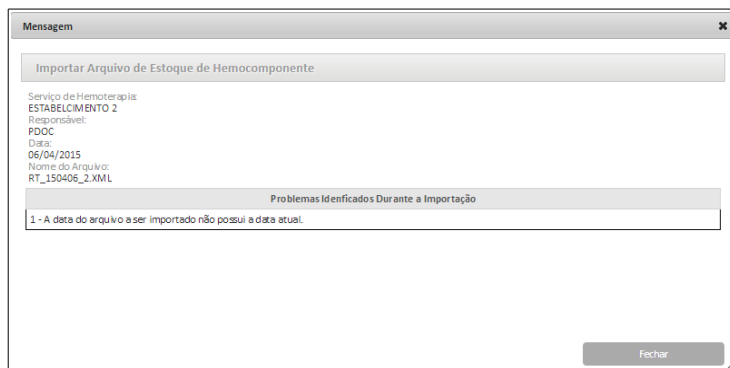 Mensagem
Importar Arquivo de Estoque de Hemocomponente
Serviço de Hemoterapia:
ESTABELCIMENTO 2
Responsável:
PDOC
Data:
06/04/2015
Nome do Arquivo:
RT_150406_2.XML
Problemas Idenficados Durante a Importação
1 - A data do arquivo a ser importado não possui a data atual.
Fechar